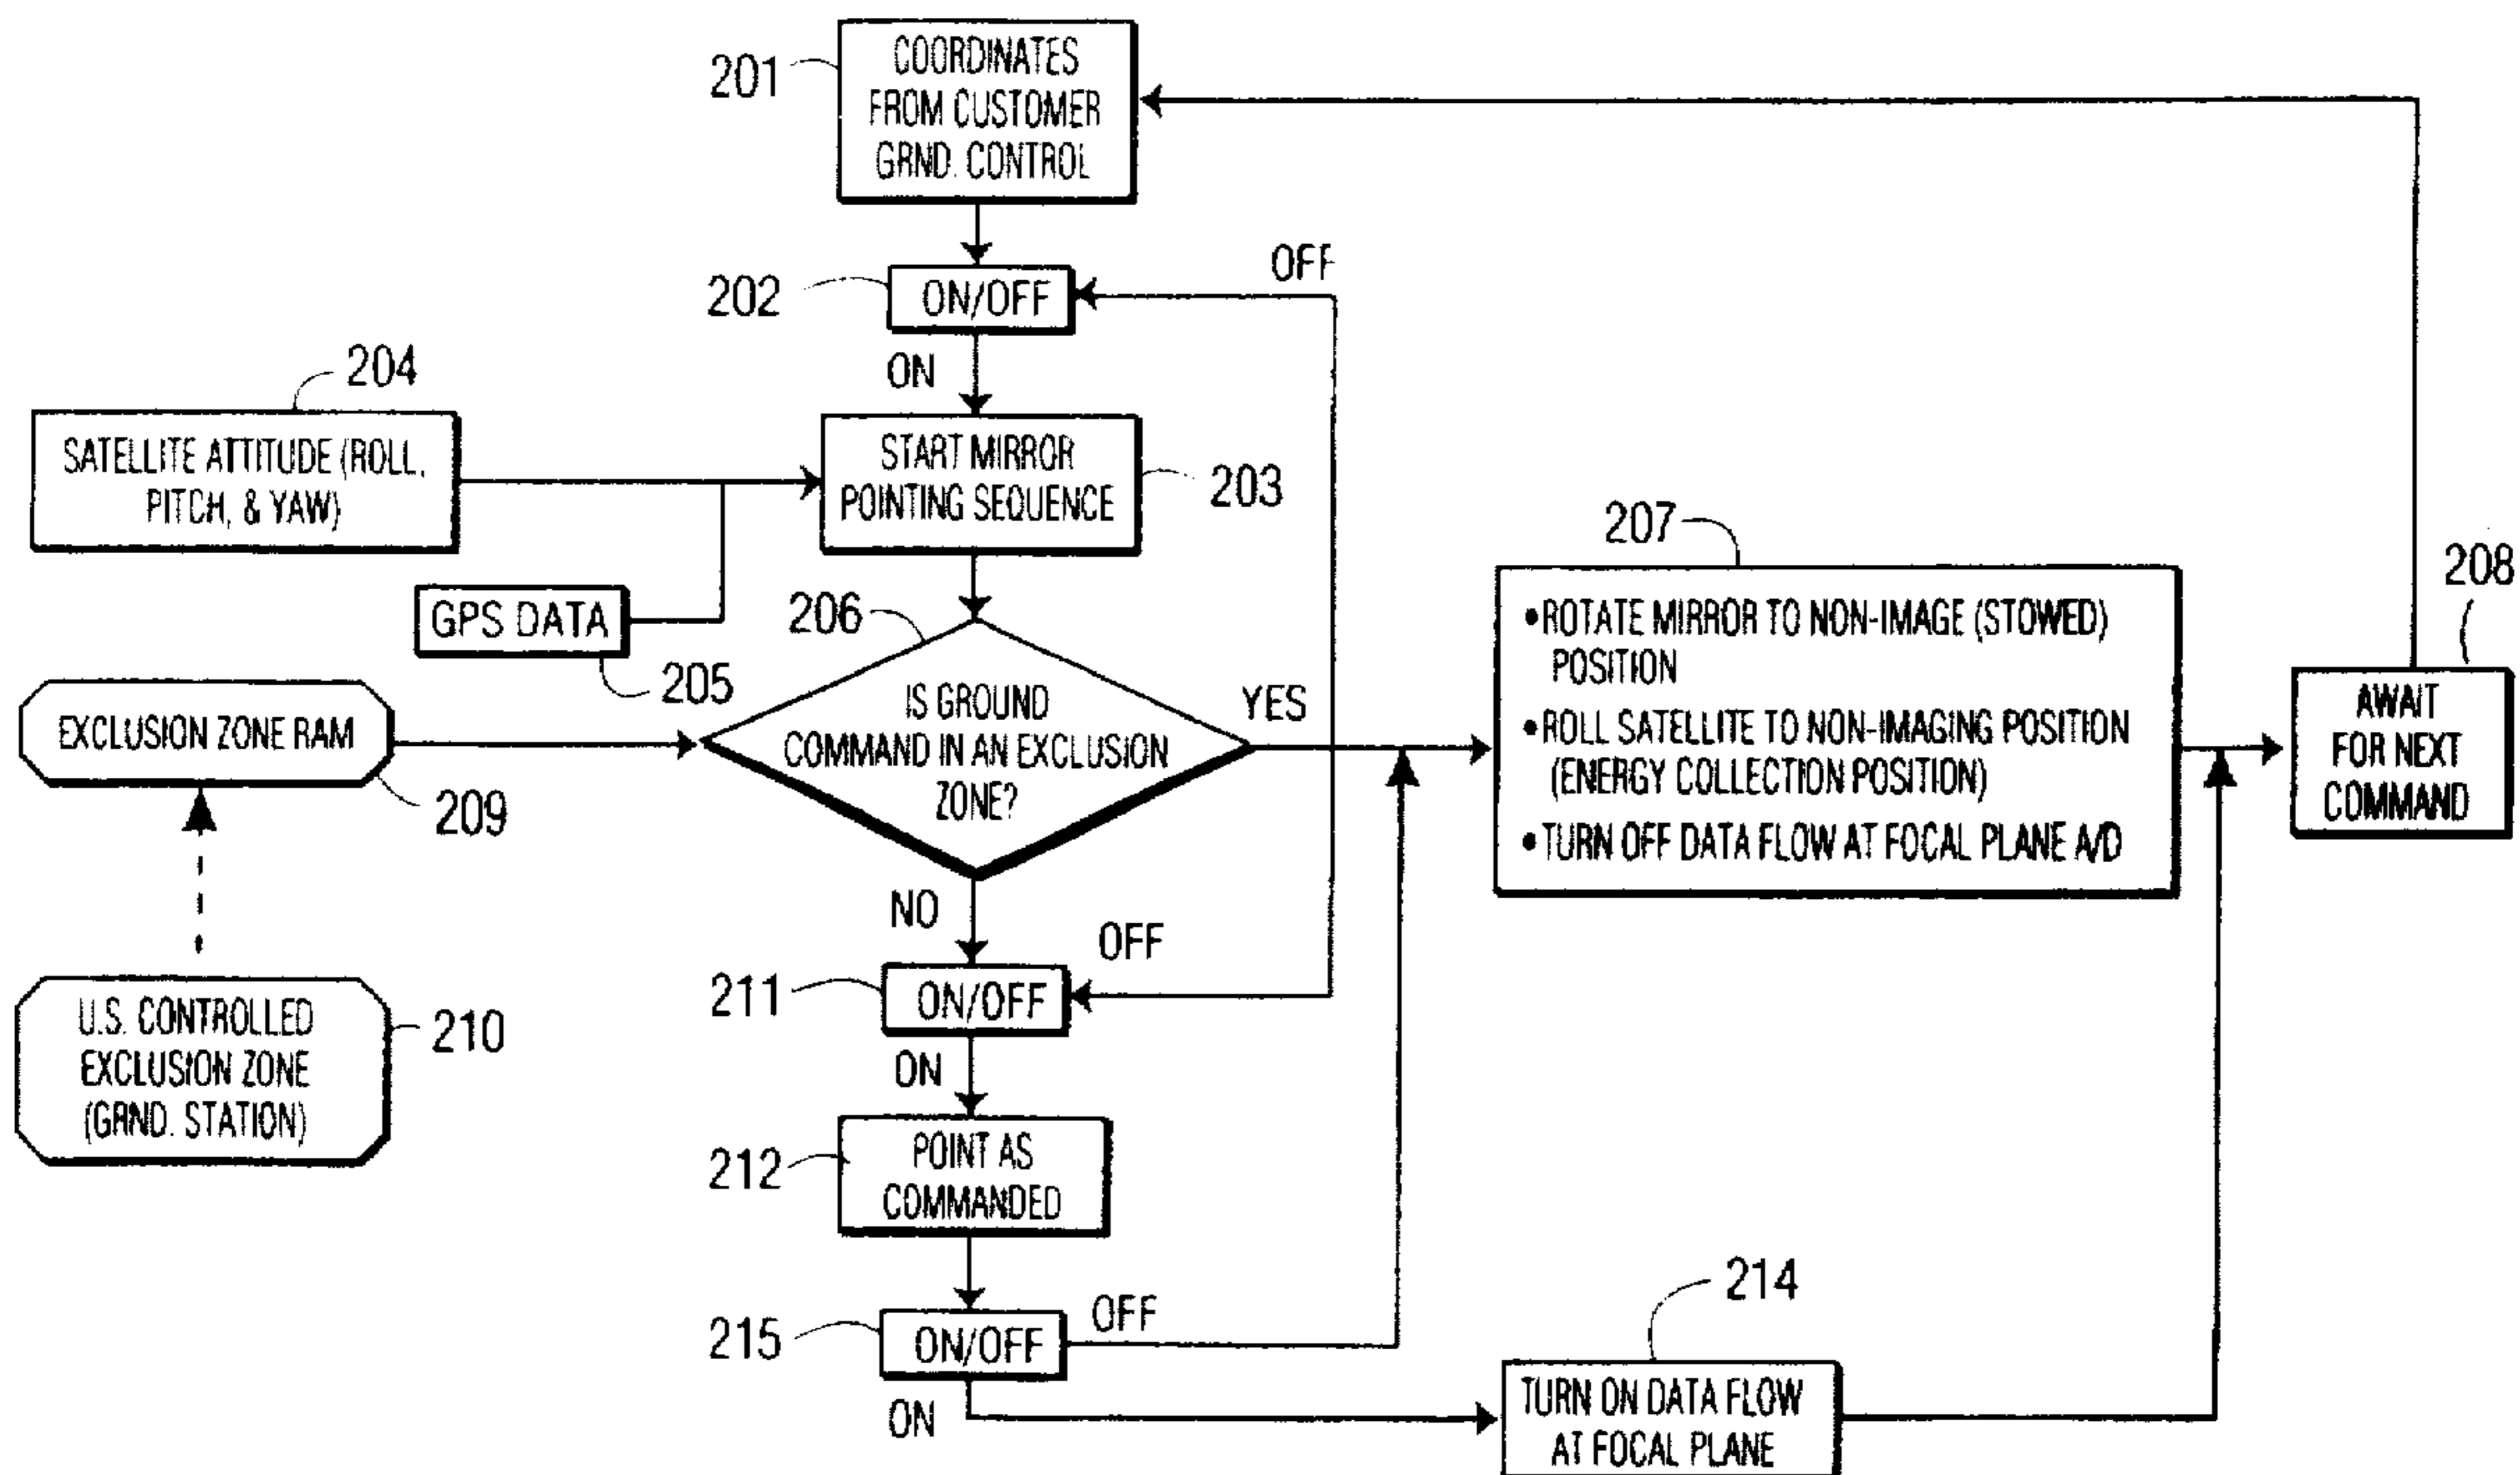 201
COORDINATES
FROM CUSTOMER
GRND. CONTROL
202
ON/OFF
OFF
ON
204
SATELLITE ATTITUDE (ROLL,
PITCH, & YAW)
START MIRROR
POINTING SEQUENCE
203
GPS DATA
205
206
IS GROUND
COMMAND IN AN EXCLUSION
ZONE?
YES
EXCLUSION ZONE RAM
209
207
•ROTATE MIRROR TO NON-IMAGE (STOWED)
POSITION
•ROLL SATELLITE TO NON-IMAGING POSITION
(ENERGY COLLECTION POSITION)
•TURN OFF DATA FLOW AT FOCAL PLANE A/D
208
AWAIT
FOR NEXT
COMMAND
NO
OFF
211
ON/OFF
U.S. CONTROLLED
EXCLUSION ZONE
(GRND. STATION)
210
ON
212
POINT AS
COMMANDED
215
ON/OFF
OFF
ON
214
TURN ON DATA FLOW
AT FOCAL PLANE